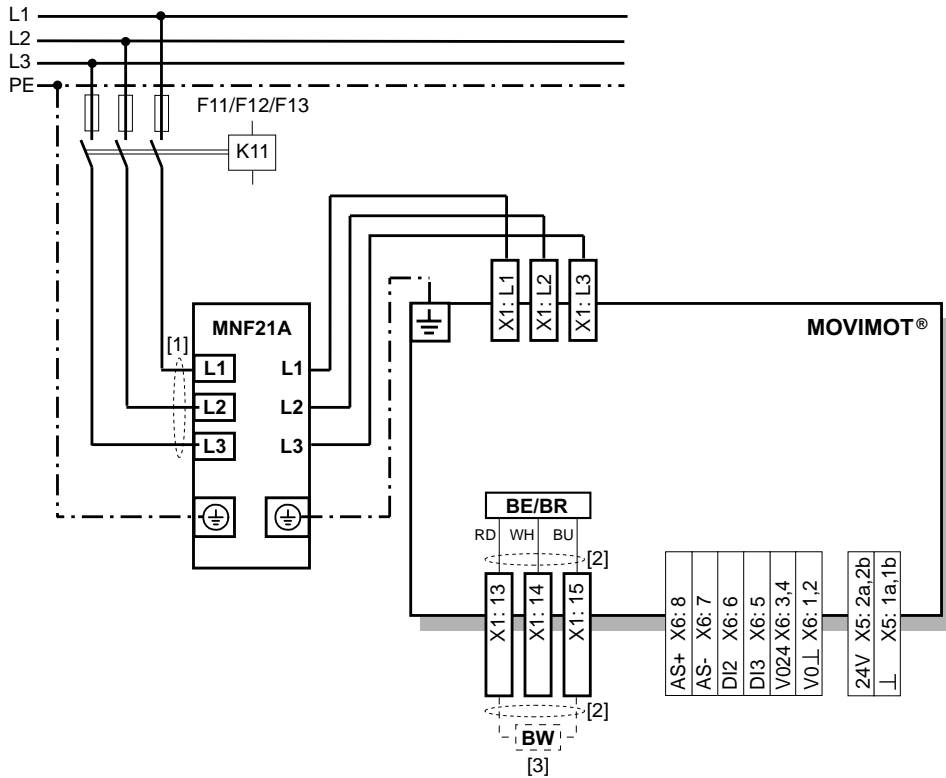 L1
L2
L3
PE
F11/F12/F13
K11
MNF21A
[1]
L1
L2
L3
L1
L2
L3
X1: L1
X1: L2
X1: L3
MOVIMOT®
BE/BR
RD
WH
BU
[2]
X1: 13
X1: 14
X1: 15
[2]
BW
[3]
AS+ X6: 8
AS- X6: 7
DI2 X6: 6
DI3 X6: 5
V024 X6: 3,4
V0⊥ X6: 1,2
24V X5: 2a,2b
⊥ X5: 1a,1b